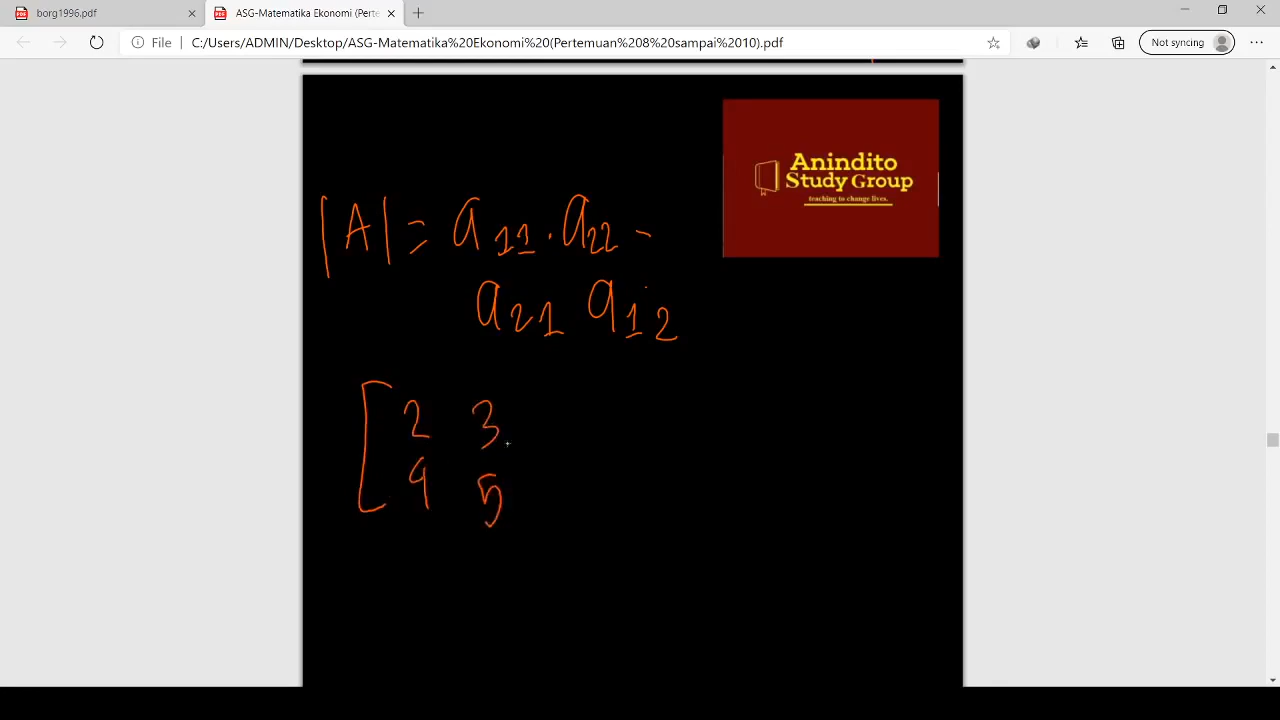 borg1996.pdf
ASG-Matematika Ekonomi (Perte
File
C:/Users/ADMIN/Desktop/ASG-Matematika%20Ekonomi%20(Pertemuan%208%20sampai%2010).pdf
Not syncing
Anindito
Study Group
teaching to change lives.
|A| = a11 . a22 -
a21 a12
[2 3
4 5